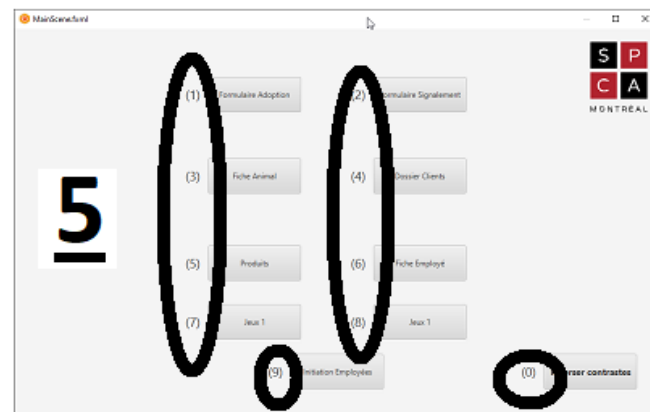 MainScene.fxml
S P
C A
MONTRÉAL
(1) Formulaire Adoption (2) Formulaire Signalement
5
(3) Fiche Animal (4) Dossier Clients
(5) Produits (6) Fiche Employé
(7) Jeux 1 (8) Jeux 1
(9) Initiation Employées (0) contrastes